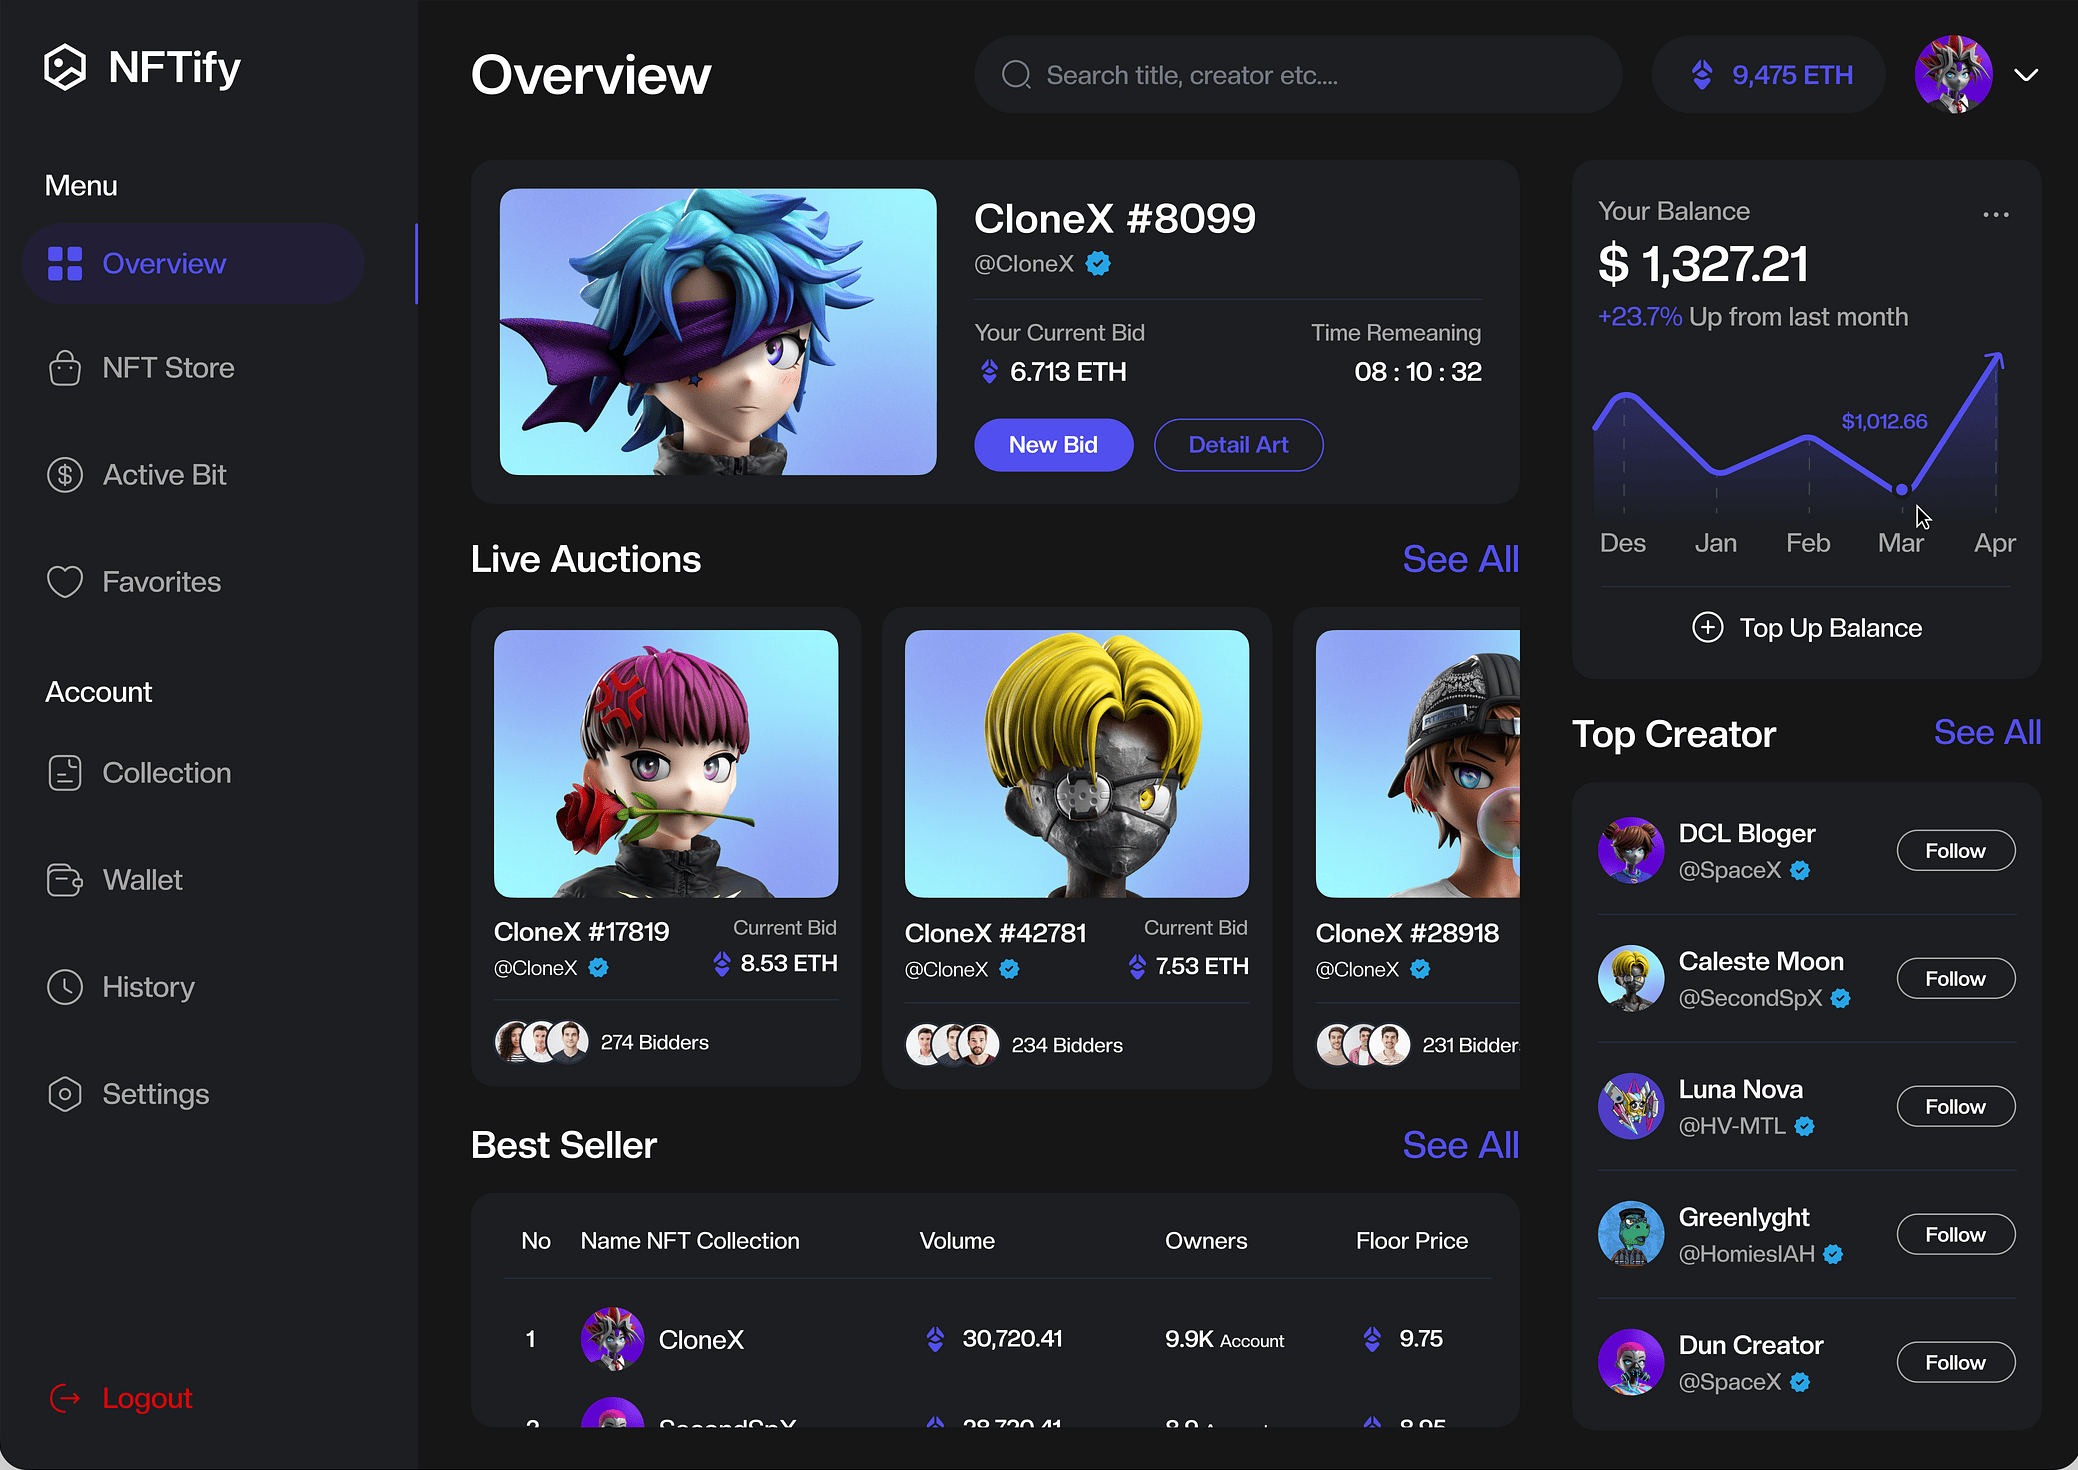 NFTify
Menu
Overview
NFT Store
Active Bit
Favorites
Account
Collection
Wallet
History
Settings
Logout
Overview
Search title, creator etc....
9,475 ETH
CloneX #8099
@CloneX
Your Current Bid
Time Remeaning
6.713 ETH
08 : 10 : 32
New Bid
Detail Art
Live Auctions
See All
CloneX #17819
Current Bid
@CloneX
8.53 ETH
274 Bidders
CloneX #42781
Current Bid
@CloneX
7.53 ETH
234 Bidders
CloneX #28918
@CloneX
231 Bidder
Best Seller
See All
No
Name NFT Collection
Volume
Owners
Floor Price
1
CloneX
30,720.41
9.9K Account
9.75
2
SecondSpX
28,720.41
8.95
Your Balance
$ 1,327.21
+23.7% Up from last month
$1,012.66
Des
Jan
Feb
Mar
Apr
Top Up Balance
Top Creator
See All
DCL Bloger
@SpaceX
Follow
Caleste Moon
@SecondSpX
Follow
Luna Nova
@HV-MTL
Follow
Greenlyght
@HomiesIAH
Follow
Dun Creator
@SpaceX
Follow